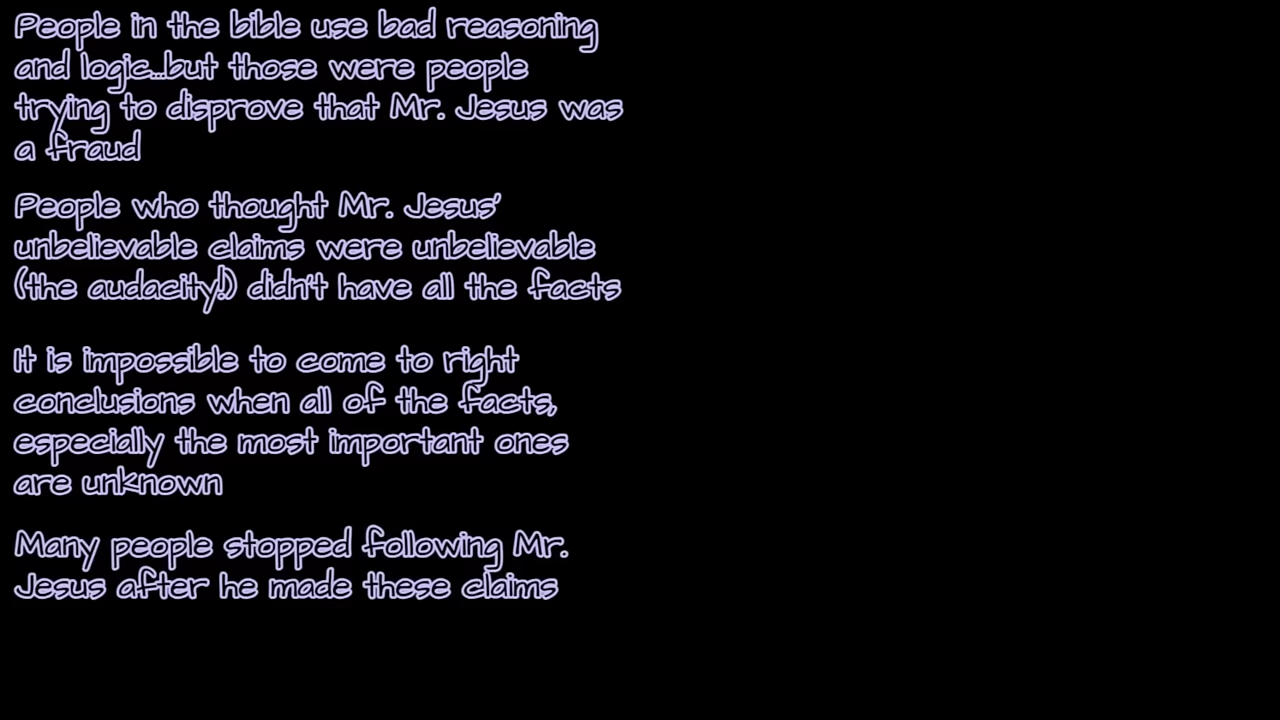 People in the bible use bad reasoning
and logic...but those were people
trying to disprove that Mr. Jesus was
a fraud
People who thought Mr. Jesus'
unbelievable claims were unbelievable
(the audacity!) didn't have all the facts
It is impossible to come to right
conclusions when all of the facts,
especially the most important ones
are unknown
Many people stopped following Mr.
Jesus after he made these claims